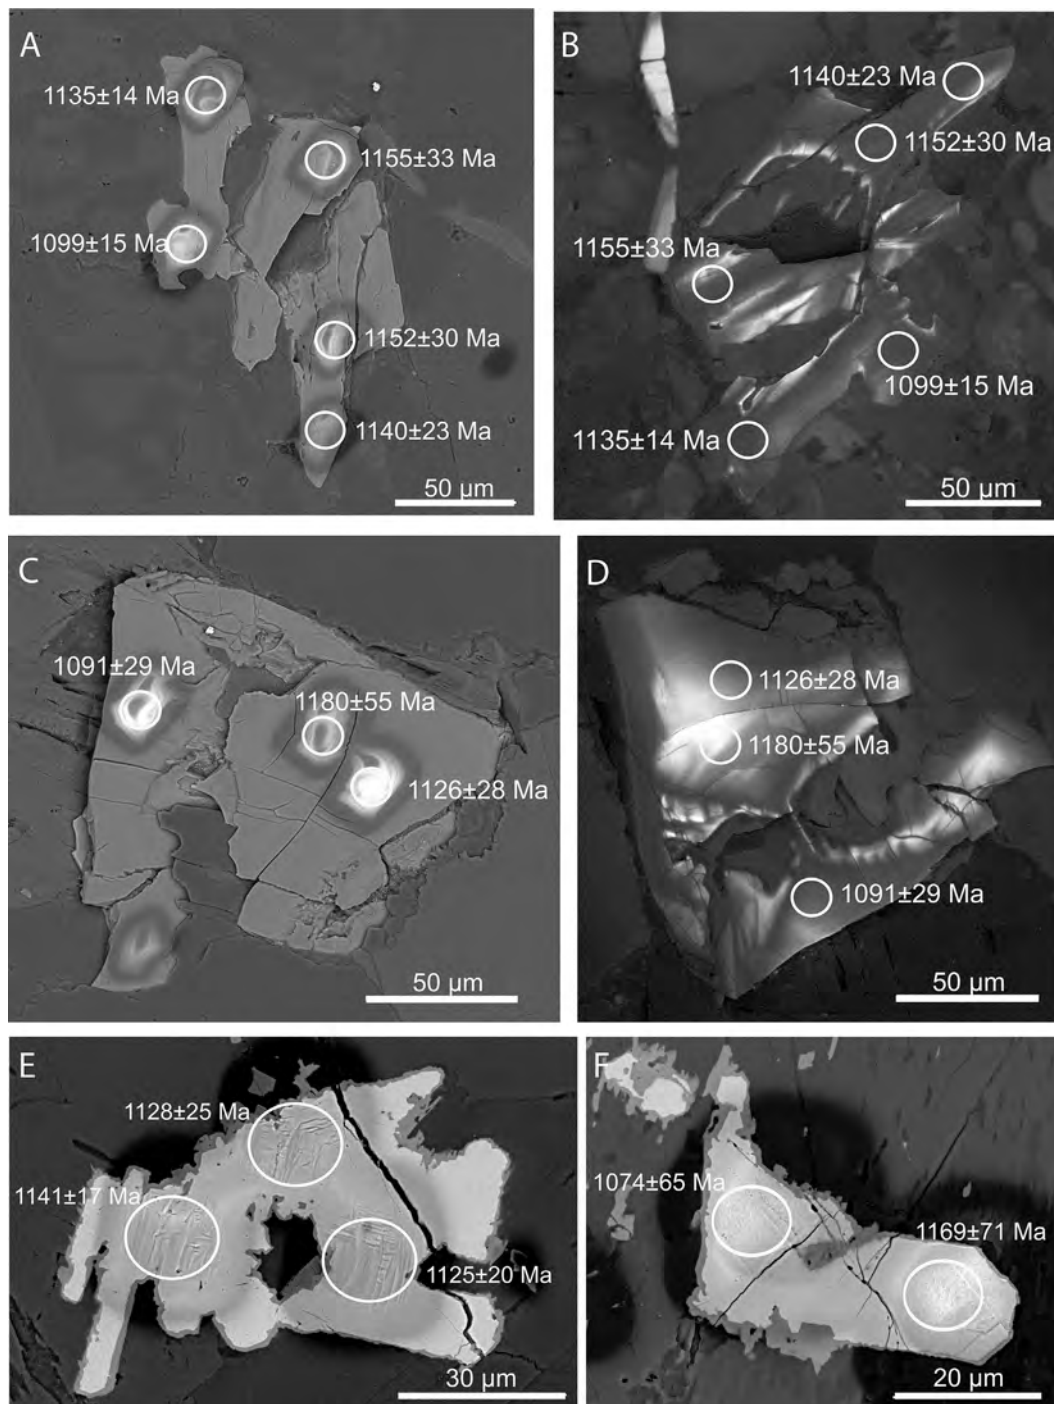 A
1135±14 Ma
1155±33 Ma
1099±15 Ma
1152±30 Ma
1140±23 Ma
50 µm
B
1140±23 Ma
1152±30 Ma
1155±33 Ma
1099±15 Ma
1135±14 Ma
50 µm
C
1091±29 Ma
1180±55 Ma
1126±28 Ma
50 µm
D
1126±28 Ma
1180±55 Ma
1091±29 Ma
50 µm
E
1128±25 Ma
1141±17 Ma
1125±20 Ma
30 µm
F
1074±65 Ma
1169±71 Ma
20 µm